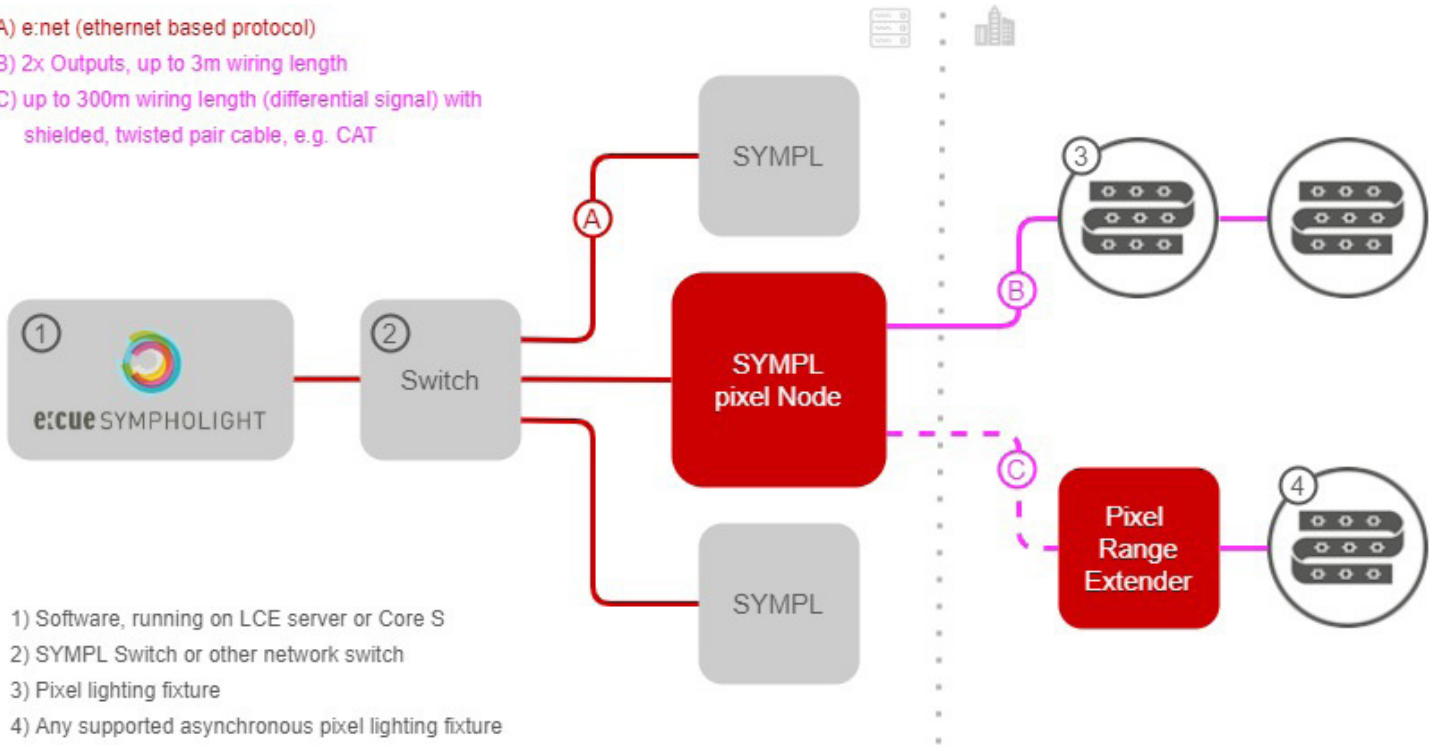 A) e:net (ethernet based protocol)
B) 2x Outputs, up to 3m wiring length
C) up to 300m wiring length (differential signal) with
shielded, twisted pair cable, e.g. CAT
SYMPL
3
A
B
1
e:cue SYMPHOLIGHT
2
Switch
SYMPL
pixel Node
C
4
Pixel
Range
Extender
SYMPL
1) Software, running on LCE server or Core S
2) SYMPL Switch or other network switch
3) Pixel lighting fixture
4) Any supported asynchronous pixel lighting fixture